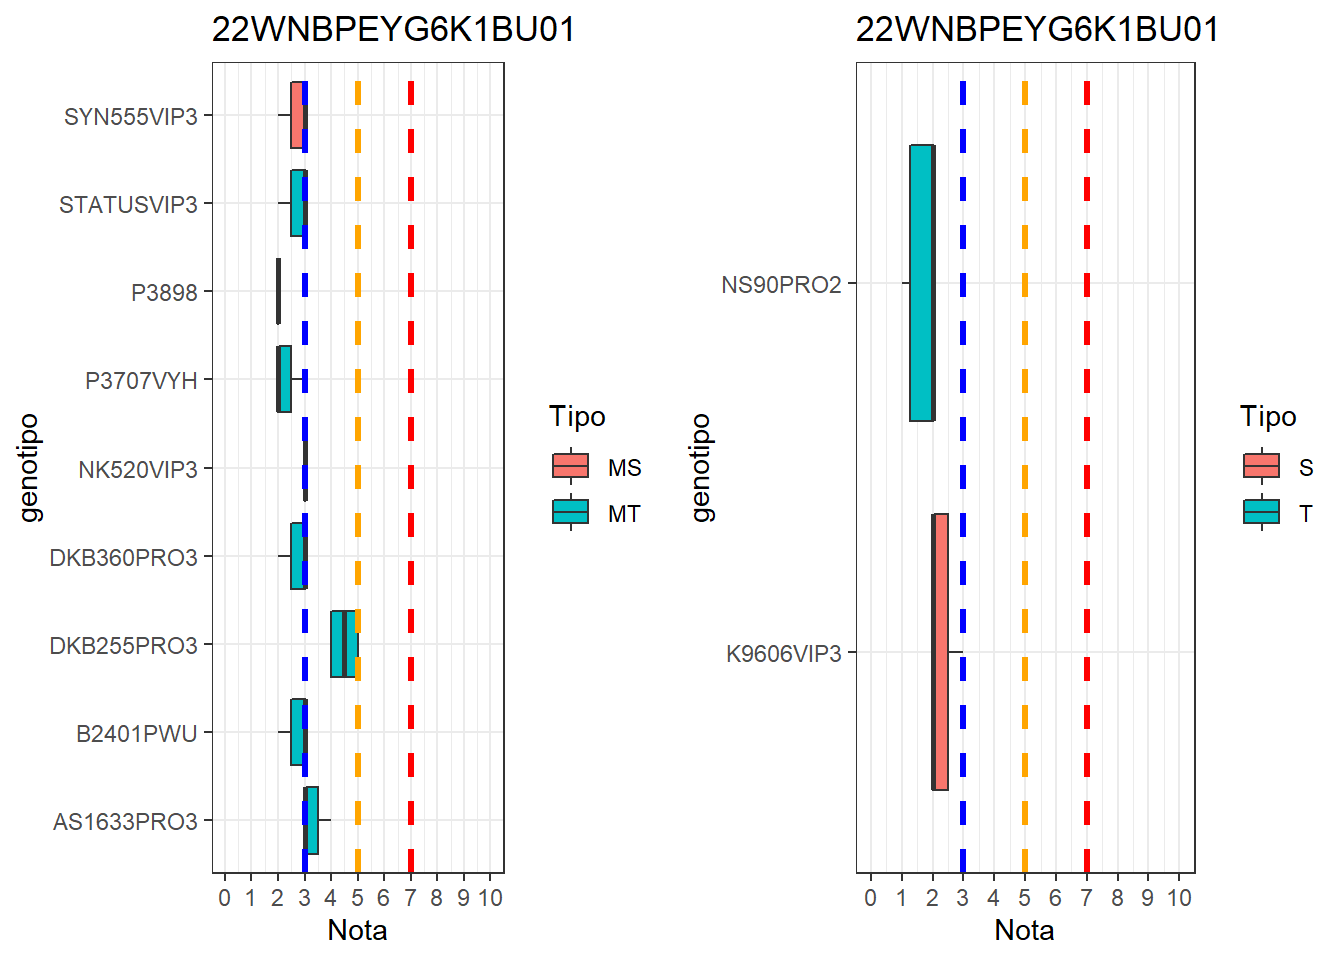 22WNBPEYG6K1BU01
genotipo
SYN555VIP3
STATUSVIP3
P3898
P3707VYH
NK520VIP3
DKB360PRO3
DKB255PRO3
B2401PWU
AS1633PRO3
0 1 2 3 4 5 6 7 8 9 10
Nota
Tipo
MS
MT
22WNBPEYG6K1BU01
genotipo
NS90PRO2
K9606VIP3
0 1 2 3 4 5 6 7 8 9 10
Nota
Tipo
S
T